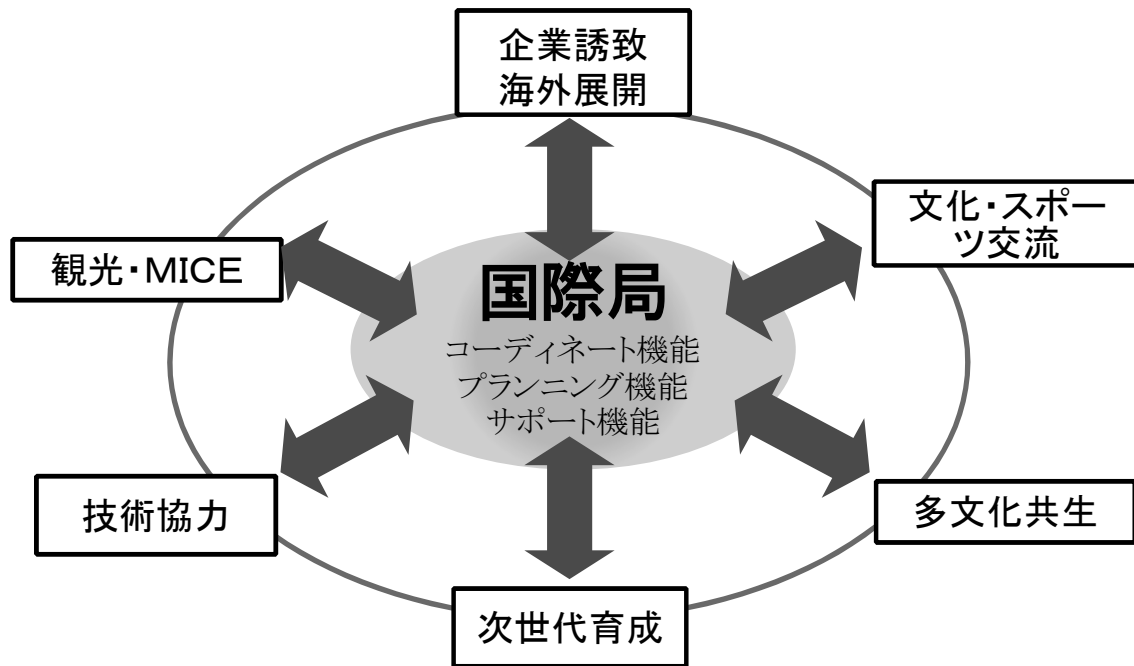 企業誘致
海外展開
文化・スポー
ツ交流
観光・MICE
国際局
コーディネート機能
プランニング機能
サポート機能
技術協力
多文化共生
次世代育成